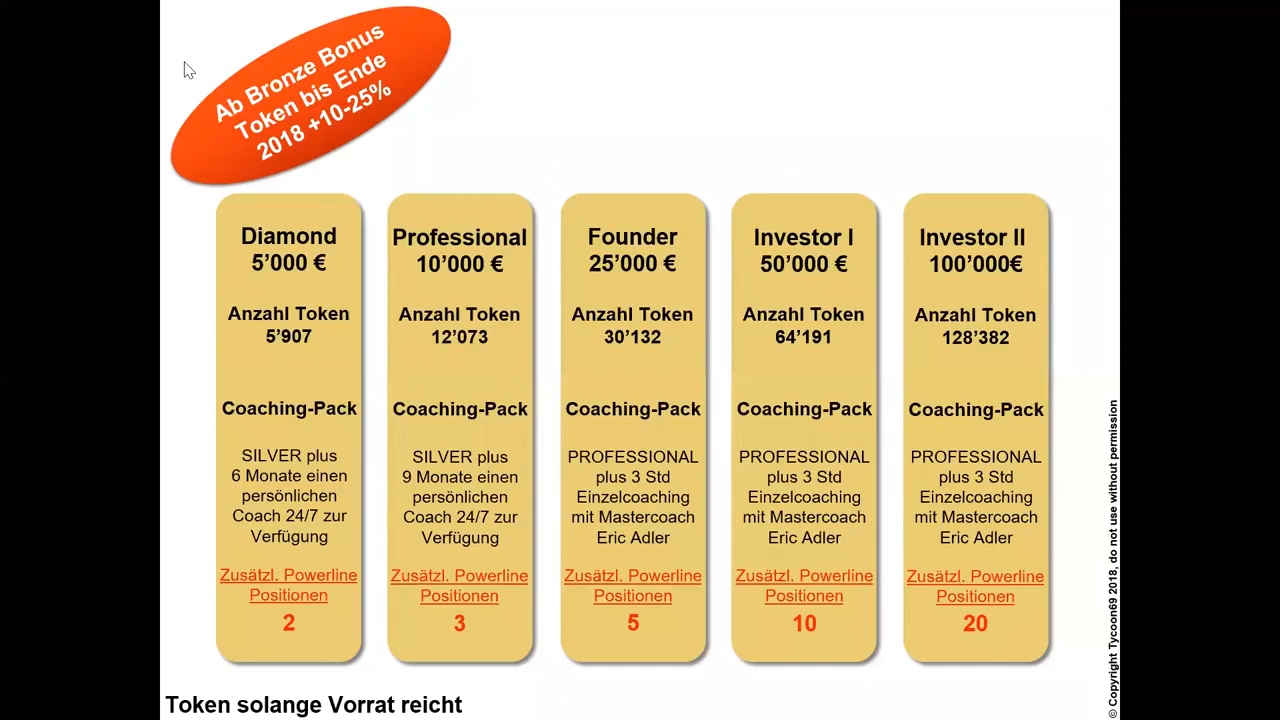 Ab Bronze Bonus
Token bis Ende
2018 +10-25%
Diamond
5’000 €
Anzahl Token
5’907
Coaching-Pack
SILVER plus
6 Monate einen
persönlichen
Coach 24/7 zur
Verfügung
Zusätzl. Powerline
Positionen
2
Professional
10’000 €
Anzahl Token
12’073
Coaching-Pack
SILVER plus
9 Monate einen
persönlichen
Coach 24/7 zur
Verfügung
Zusätzl. Powerline
Positionen
3
Founder
25’000 €
Anzahl Token
30’132
Coaching-Pack
PROFESSIONAL
plus 3 Std
Einzelcoaching
mit Mastercoach
Eric Adler
Zusätzl. Powerline
Positionen
5
Investor I
50’000 €
Anzahl Token
64’191
Coaching-Pack
PROFESSIONAL
plus 3 Std
Einzelcoaching
mit Mastercoach
Eric Adler
Zusätzl. Powerline
Positionen
10
Investor II
100’000€
Anzahl Token
128’382
Coaching-Pack
PROFESSIONAL
plus 3 Std
Einzelcoaching
mit Mastercoach
Eric Adler
Zusätzl. Powerline
Positionen
20
Token solange Vorrat reicht
© Copyright Tycoon69 2018, do not use without permission